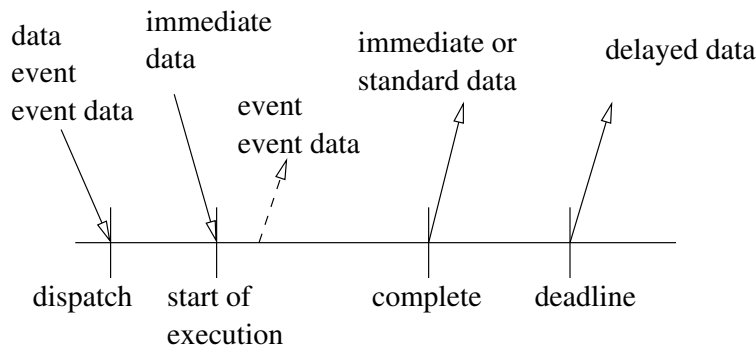 data
event
event data
immediate
data
event
event data
immediate or
standard data
delayed data
dispatch
start of
execution
complete
deadline